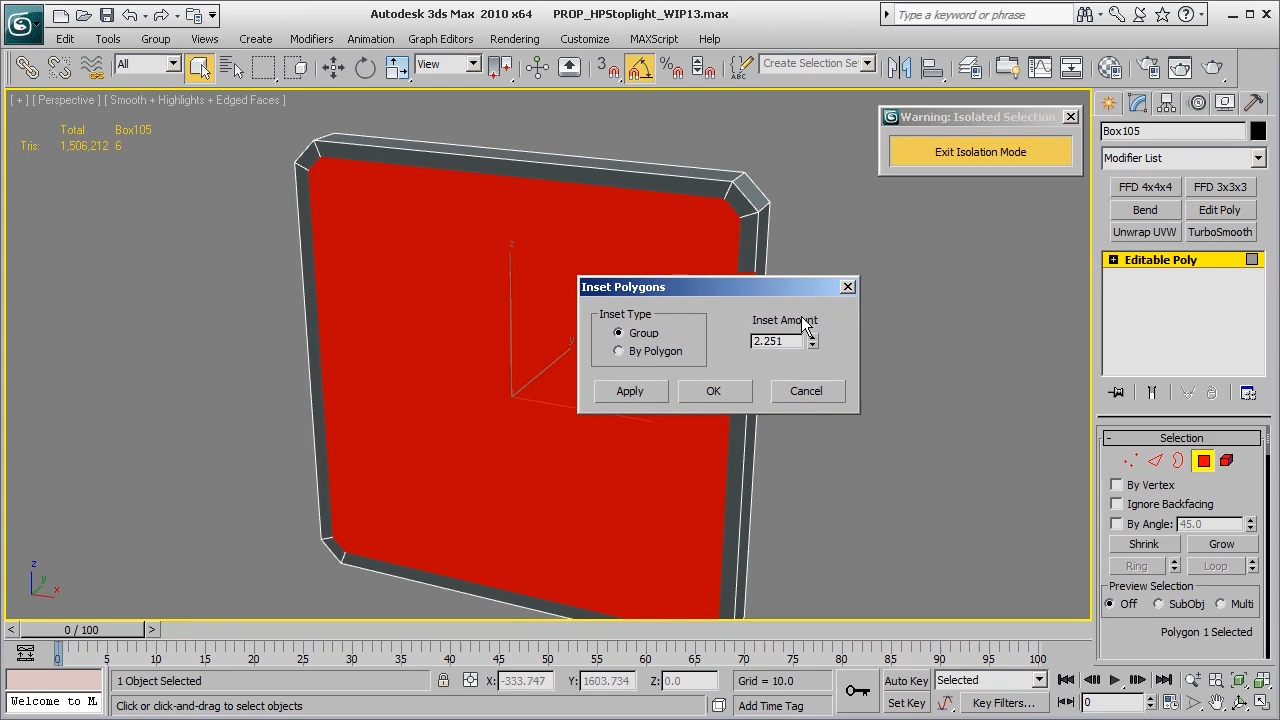 Autodesk 3ds Max 2010 x64 PROP_HPStoplight_WIP13.max
Type a keyword or phrase
File Edit Tools Group Views Create Modifiers Animation Graph Editors Rendering Customize MAXScript Help
All
View
Create Selection Se
[ + ] [ Perspective ] [ Smooth + Highlights + Edged Faces ]
Total Box105
Tris: 1,506,212 6
Warning: Isolated Selection
Exit Isolation Mode
Box105
Modifier List
FFD 4x4x4 FFD 3x3x3
Bend Edit Poly
Unwrap UVW TurboSmooth
Editable Poly
z
y
Inset Polygons
Inset Type
Group
By Polygon
Inset Amount
2.251
Apply OK Cancel
Selection
By Vertex
Ignore Backfacing
By Angle: 45.0
Shrink Grow
Ring Loop
Preview Selection
Off SubObj Multi
Polygon 1 Selected
z
y
x
0 / 100
0 5 10 15 20 25 30 35 40 45 50 55 60 65 70 75 80 85 90 95 100
1 Object Selected X: -333.747 Y: 1603.734 Z: 0.0 Grid = 10.0 Auto Key Selected
Welcome to M Click or click-and-drag to select objects Add Time Tag Set Key Key Filters... 0